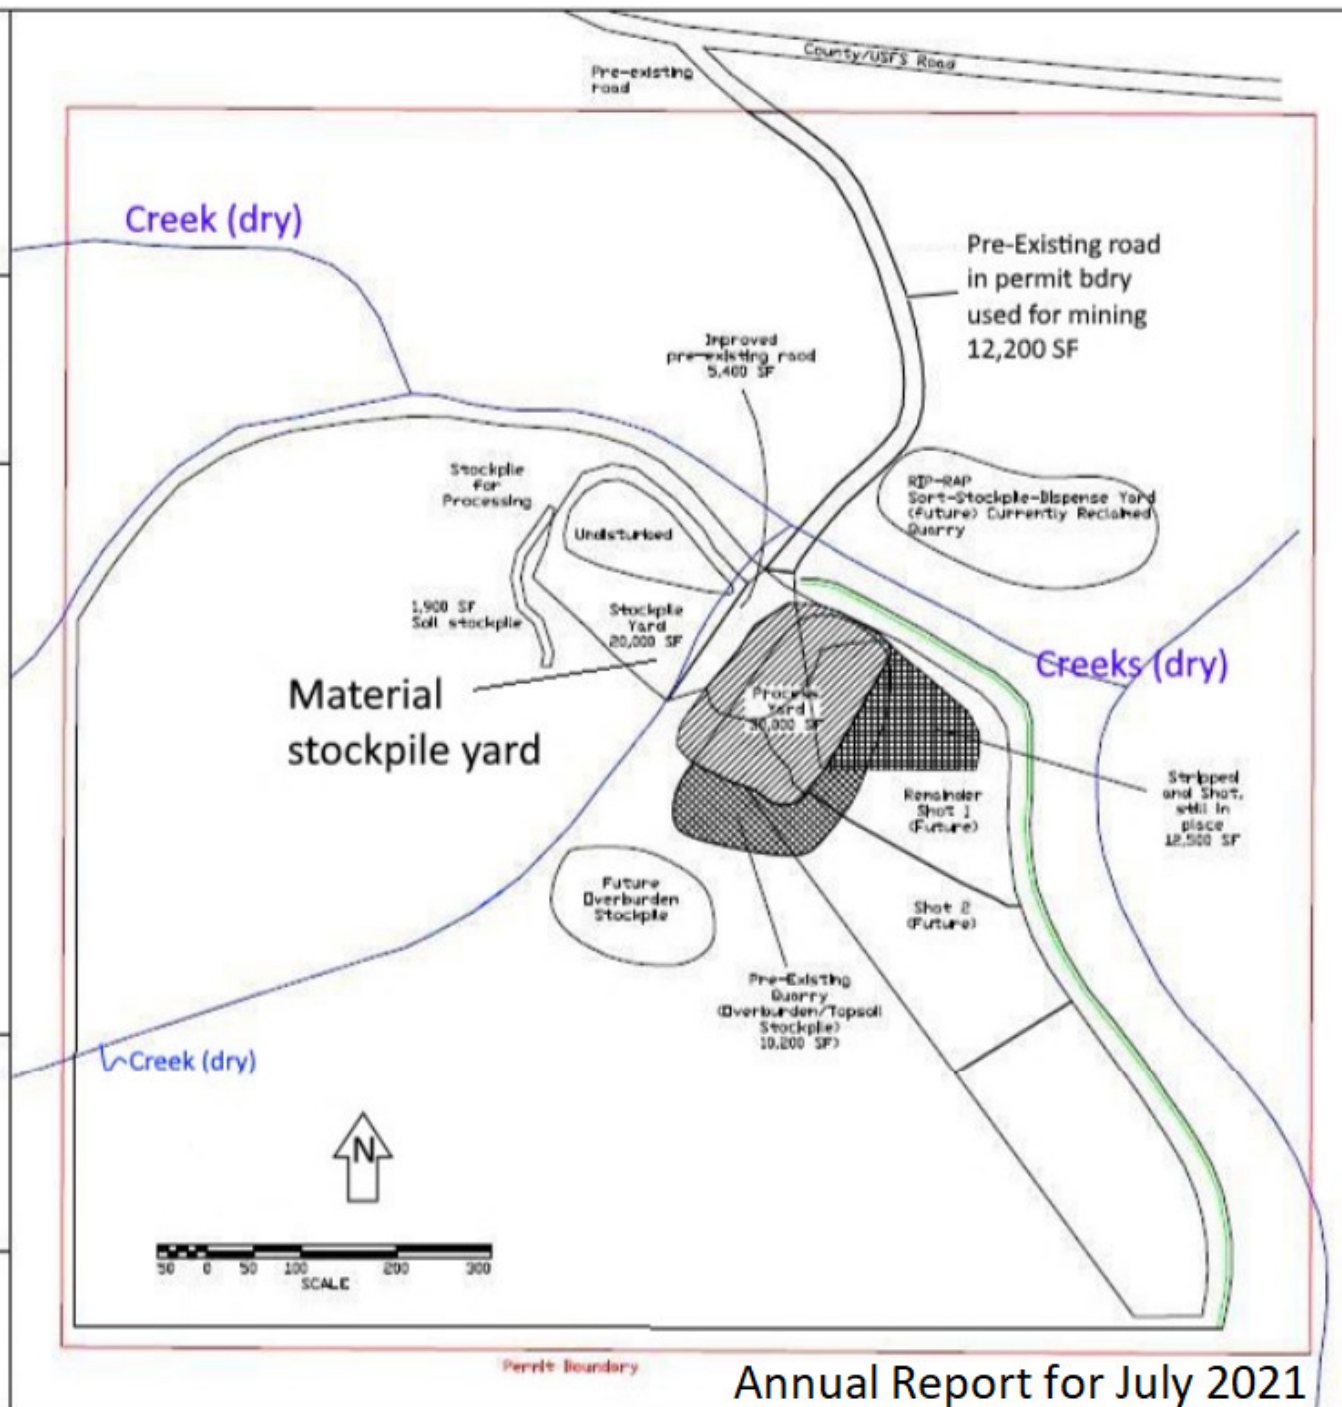 County/USFS Road
Pre-existing
road
Creek (dry)
Pre-Existing road
in permit bdry
used for mining
12,200 SF
Improved
pre-existing road
5,400 SF
Stockpile
for
Processing
RIP-RAP
Sort-Stockpile-Dispense Yard
(future) Currently Reclaimed
Quarry
Undisturbed
1,900 SF
Soil stockpile
Stockpile
Yard
20,000 SF
Creeks (dry)
Material
stockpile yard
Process
Yard
30,000 SF
Stripped
and Shot,
still in
place
12,500 SF
Remainder
Shot 1
(Future)
Future
Overburden
Stockpile
Shot 2
(Future)
Pre-Existing
Quarry
(Overburden/Topsoil
Stockpile)
10,200 SF)
Creek (dry)
N
50 0 50 100 200 300
SCALE
Permit Boundary
Annual Report for July 2021